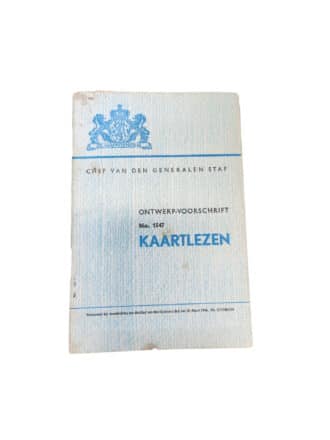 CHEF VAN DEN GENERALEN STAF
ONTWERP-VOORSCHRIFT
No. 1547
KAARTLEZEN